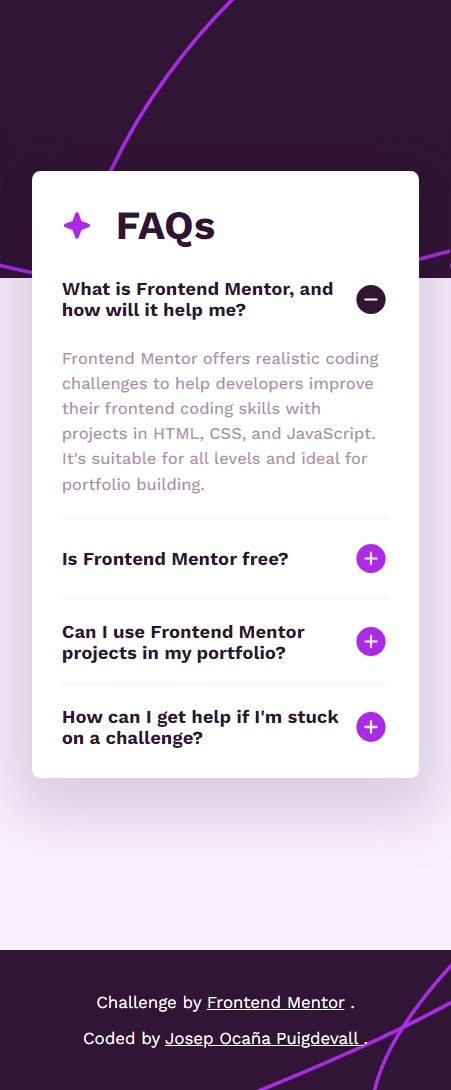 FAQs
What is Frontend Mentor, and
how will it help me?
Frontend Mentor offers realistic coding
challenges to help developers improve
their frontend coding skills with
projects in HTML, CSS, and JavaScript.
It's suitable for all levels and ideal for
portfolio building.
Is Frontend Mentor free?
Can I use Frontend Mentor
projects in my portfolio?
How can I get help if I'm stuck
on a challenge?
Challenge by Frontend Mentor .
Coded by Josep Ocaña Puigdevall .